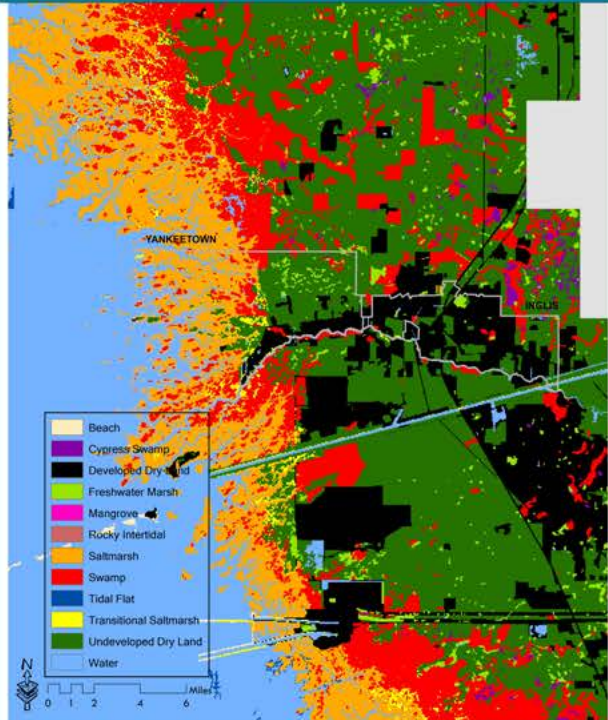 YANKEETOWN
INGLIS
Beach
Cypress Swamp
Developed Dry Land
Freshwater Marsh
Mangrove
Rocky Intertidal
Saltmarsh
Swamp
Tidal Flat
Transitional Saltmarsh
Undeveloped Dry Land
Water
N
Miles
0 1 2 4 6